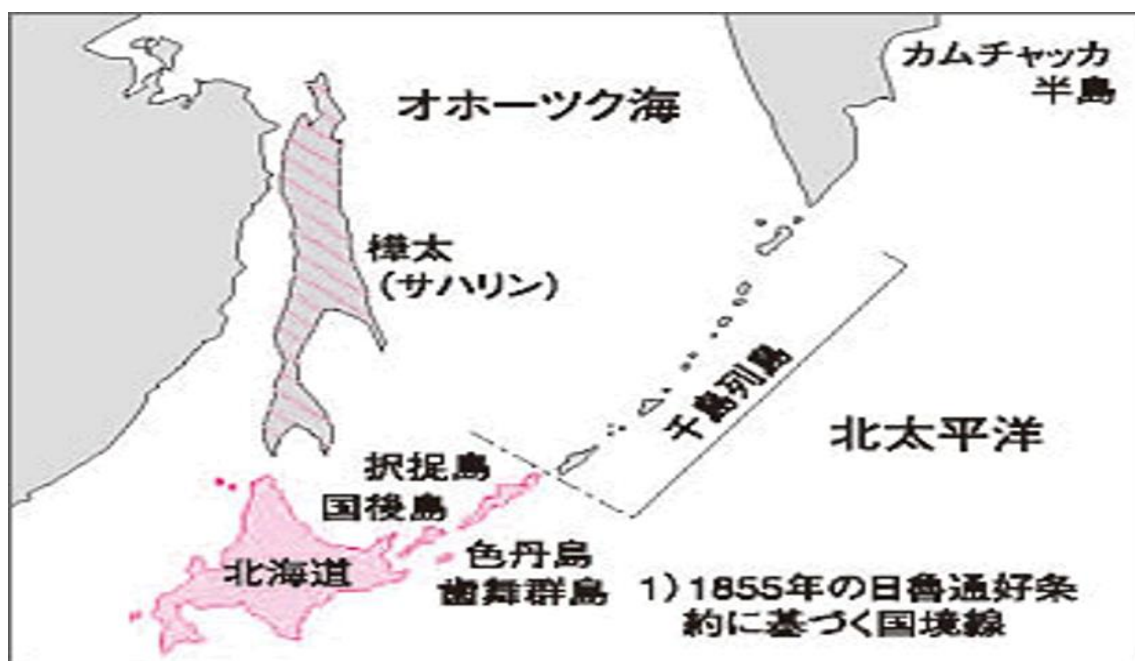 カムチャッカ
半島
オホーツク海
樺太
(サハリン)
千島列島
北太平洋
択捉島
国後島
色丹島
歯舞群島
北海道
1)1855年の日魯通好条
約に基づく国境線